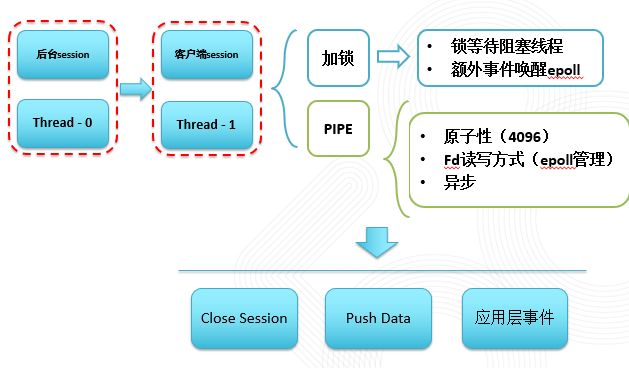 后台session
Thread - 0
客户端session
Thread - 1
加锁
• 锁等待阻塞线程
• 额外事件唤醒epoll
PIPE
• 原子性（4096）
• Fd读写方式（epoll管理）
• 异步
Close Session
Push Data
应用层事件